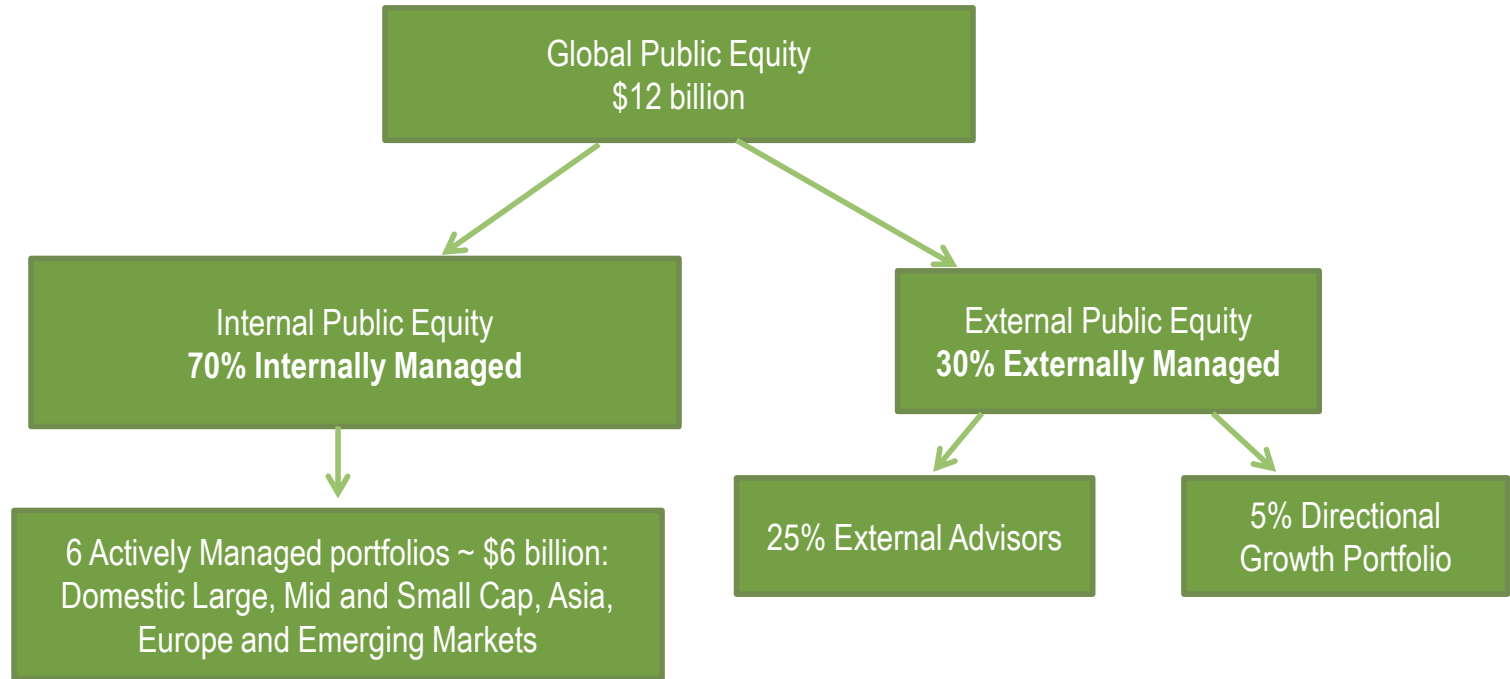 Global Public Equity
$12 billion
Internal Public Equity
70% Internally Managed
External Public Equity
30% Externally Managed
6 Actively Managed portfolios ~ $6 billion:
Domestic Large, Mid and Small Cap, Asia,
Europe and Emerging Markets
25% External Advisors
5% Directional
Growth Portfolio